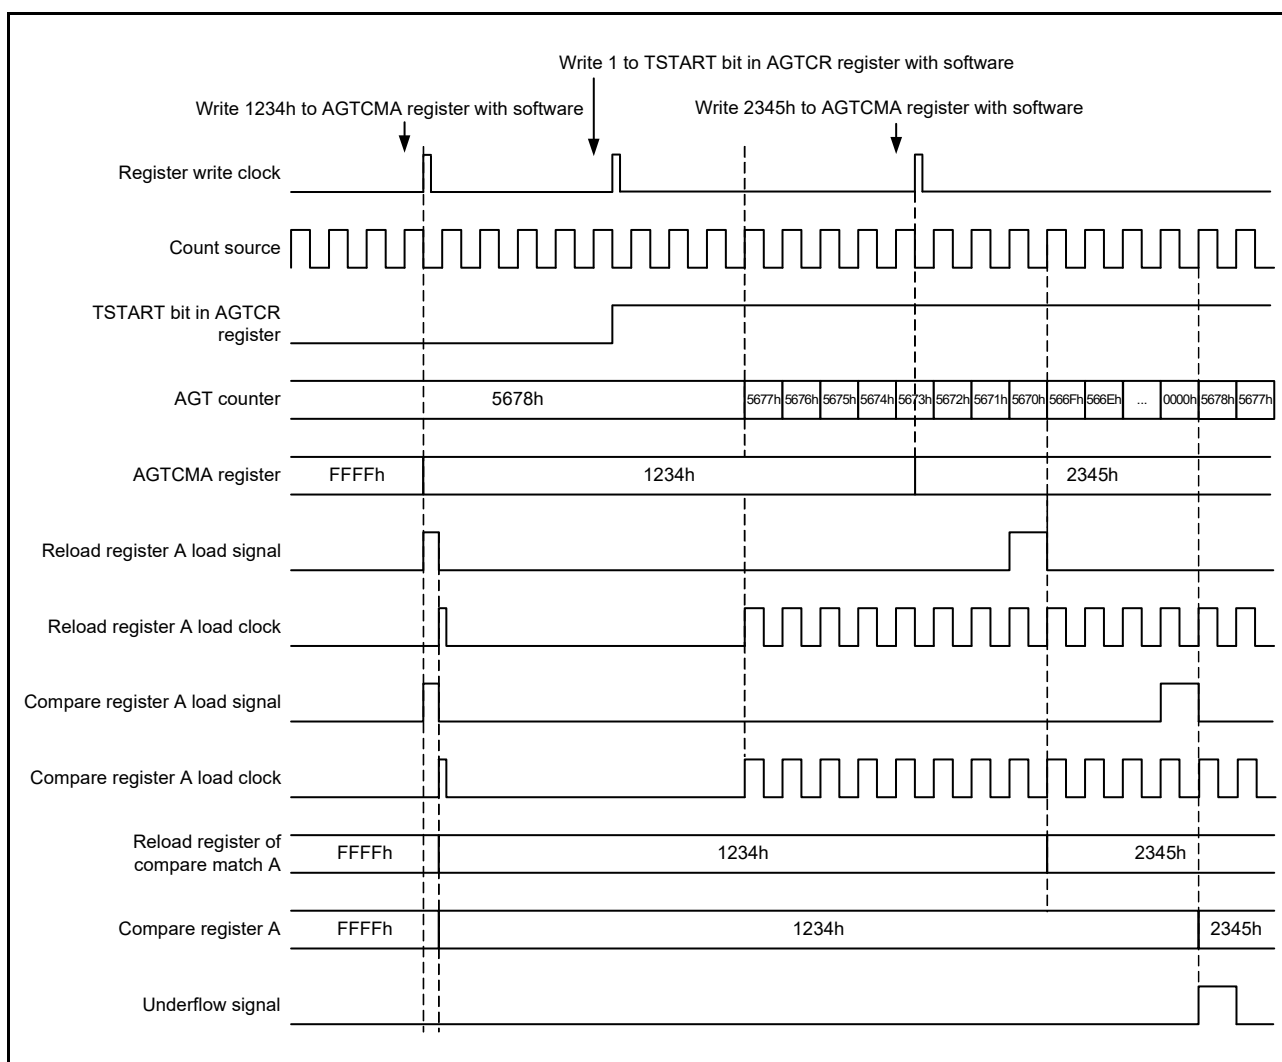 Write 1 to TSTART bit in AGTCR register with software
Write 1234h to AGTCMA register with software
Write 2345h to AGTCMA register with software
Register write clock
Count source
TSTART bit in AGTCR
register
AGT counter
5678h
5677h 5676h 5675h 5674h 5673h 5672h 5671h 5670h 566Fh 566Eh ... 0000h 5678h 5677h
AGTCMA register
FFFFh
1234h
2345h
Reload register A load signal
Reload register A load clock
Compare register A load signal
Compare register A load clock
Reload register of
compare match A
FFFFh
1234h
2345h
Compare register A
FFFFh
1234h
2345h
Underflow signal